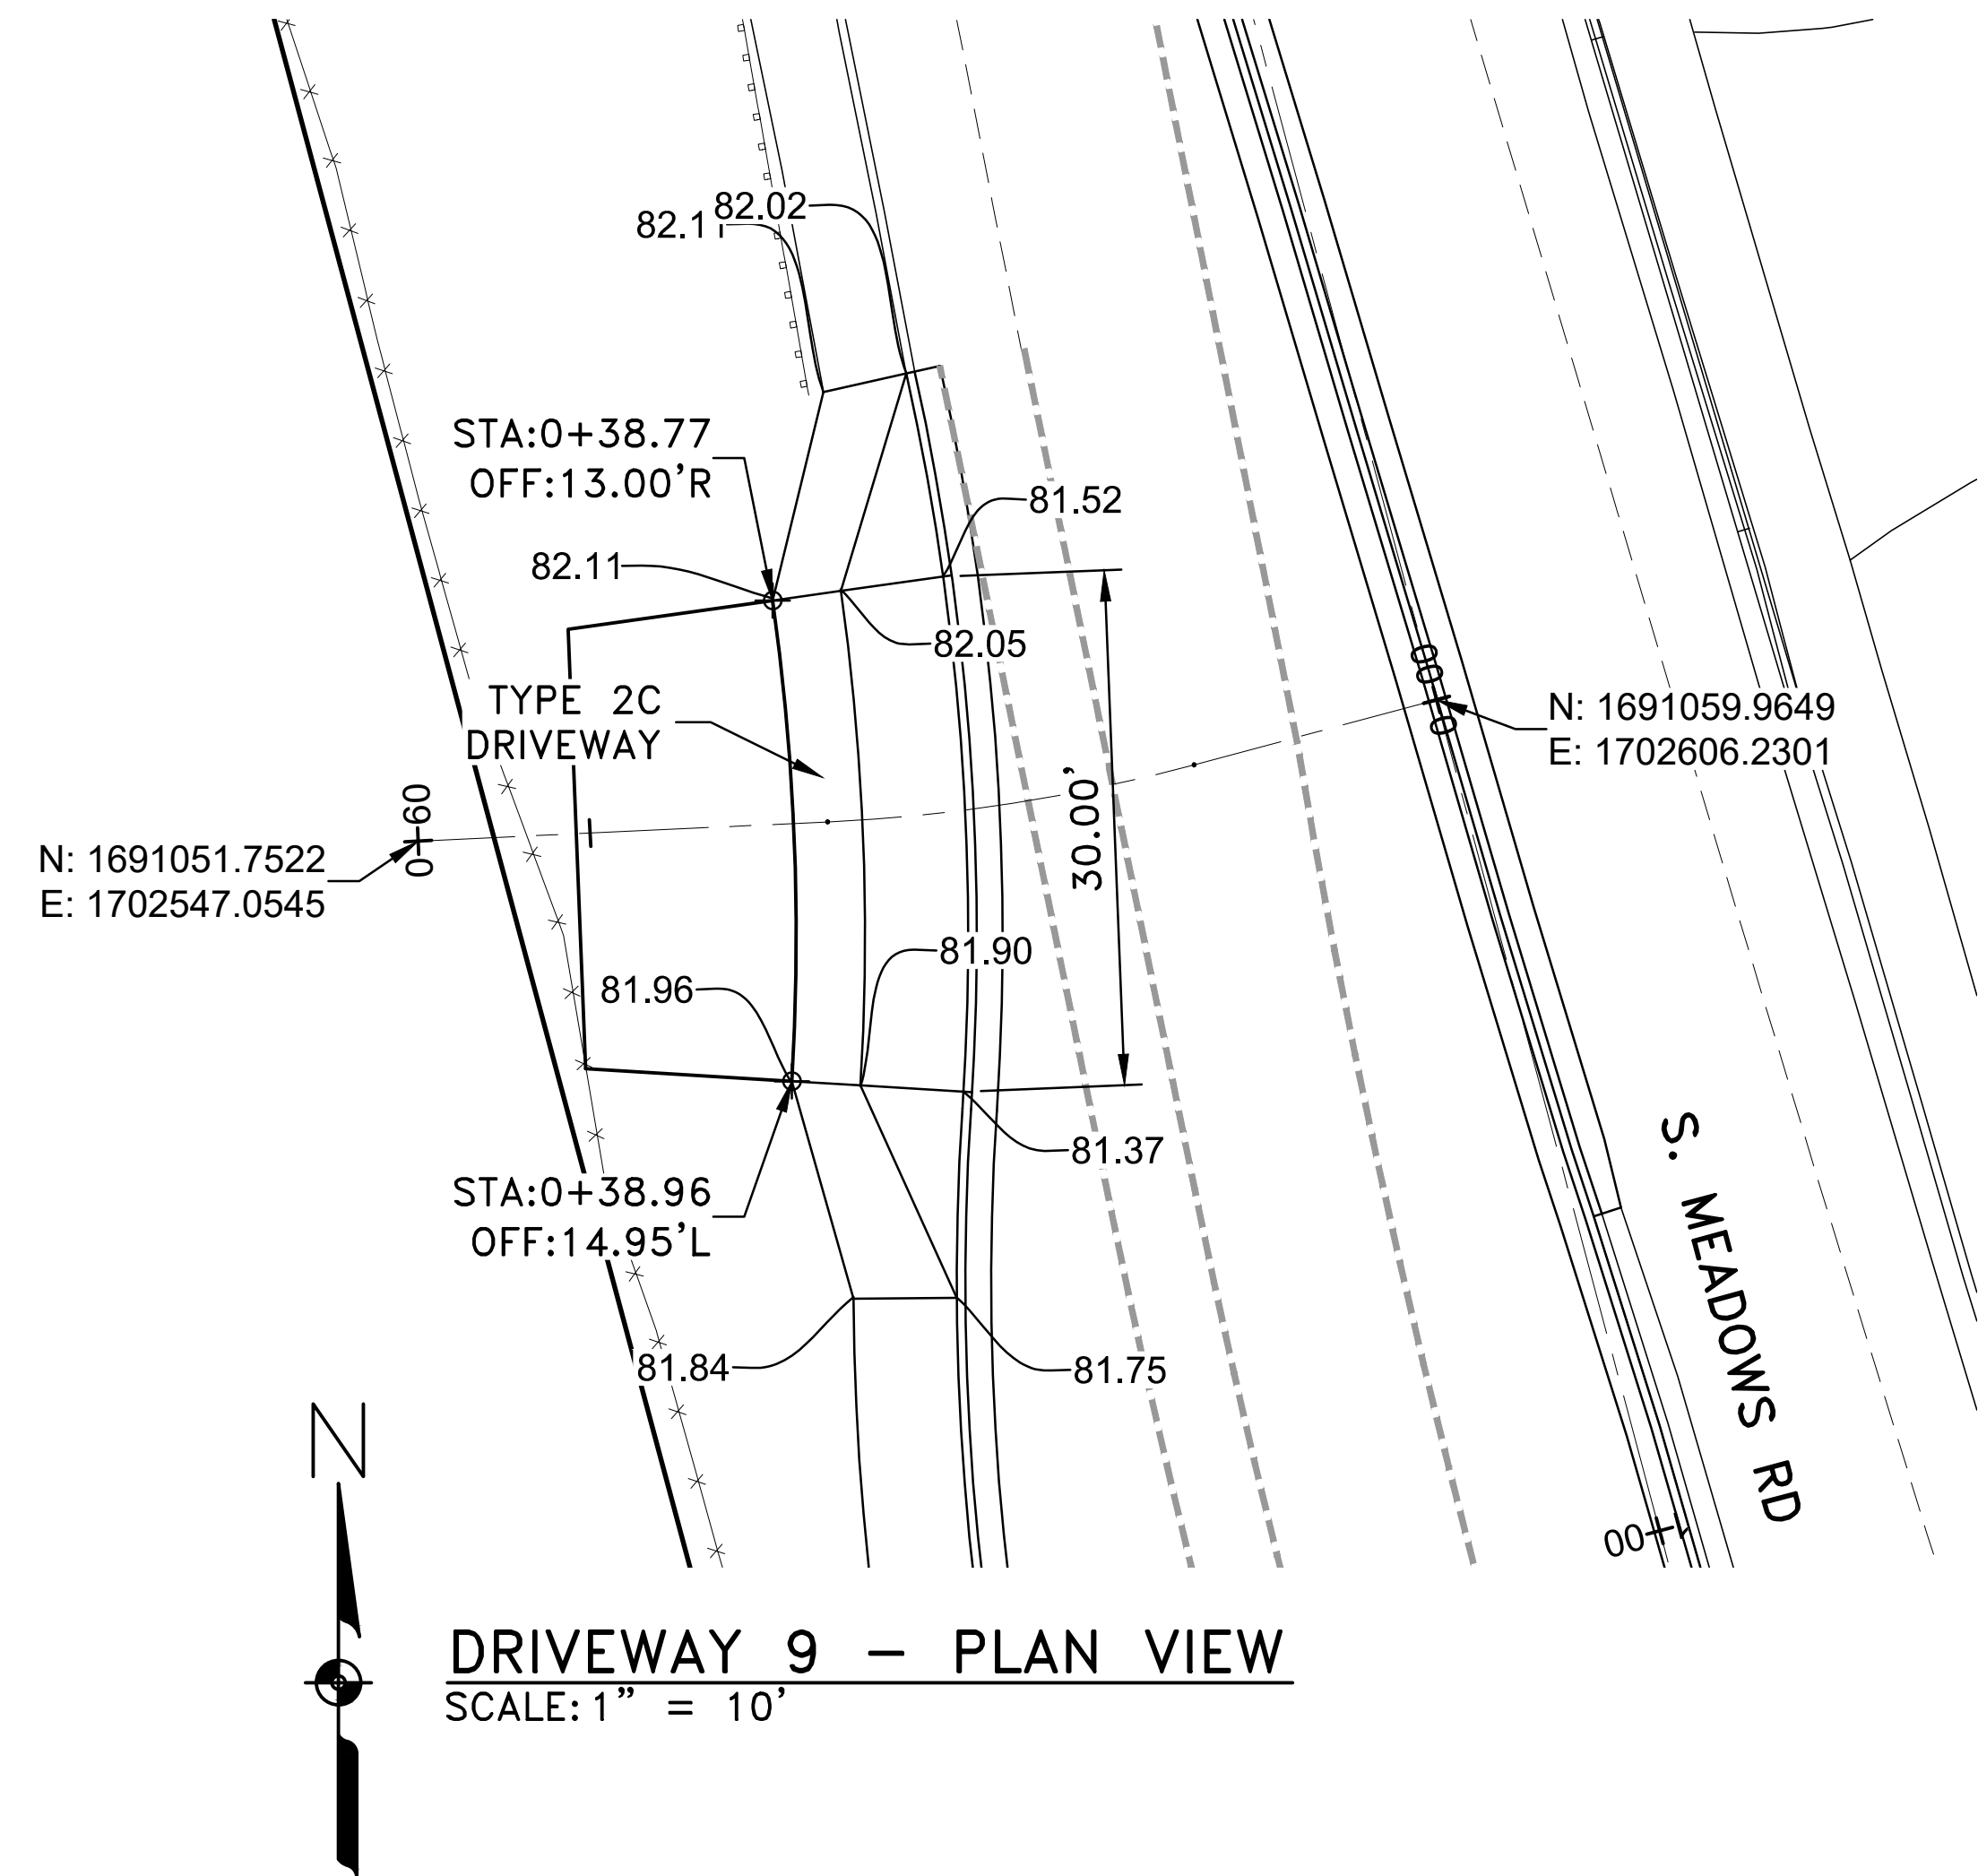 82.02
82.11
STA:0+38.77
OFF:13.00'R
81.52
82.11
82.05
TYPE 2C
DRIVEWAY
0+00
N: 1691059.9649
E: 1702606.2301
0+60
30.00'
N: 1691051.7522
E: 1702547.0545
81.90
81.96
81.37
S. MEADOWS RD
STA:0+38.96
OFF:14.95'L
81.84
81.75
N
00
DRIVEWAY 9 - PLAN VIEW
SCALE: 1" = 10'